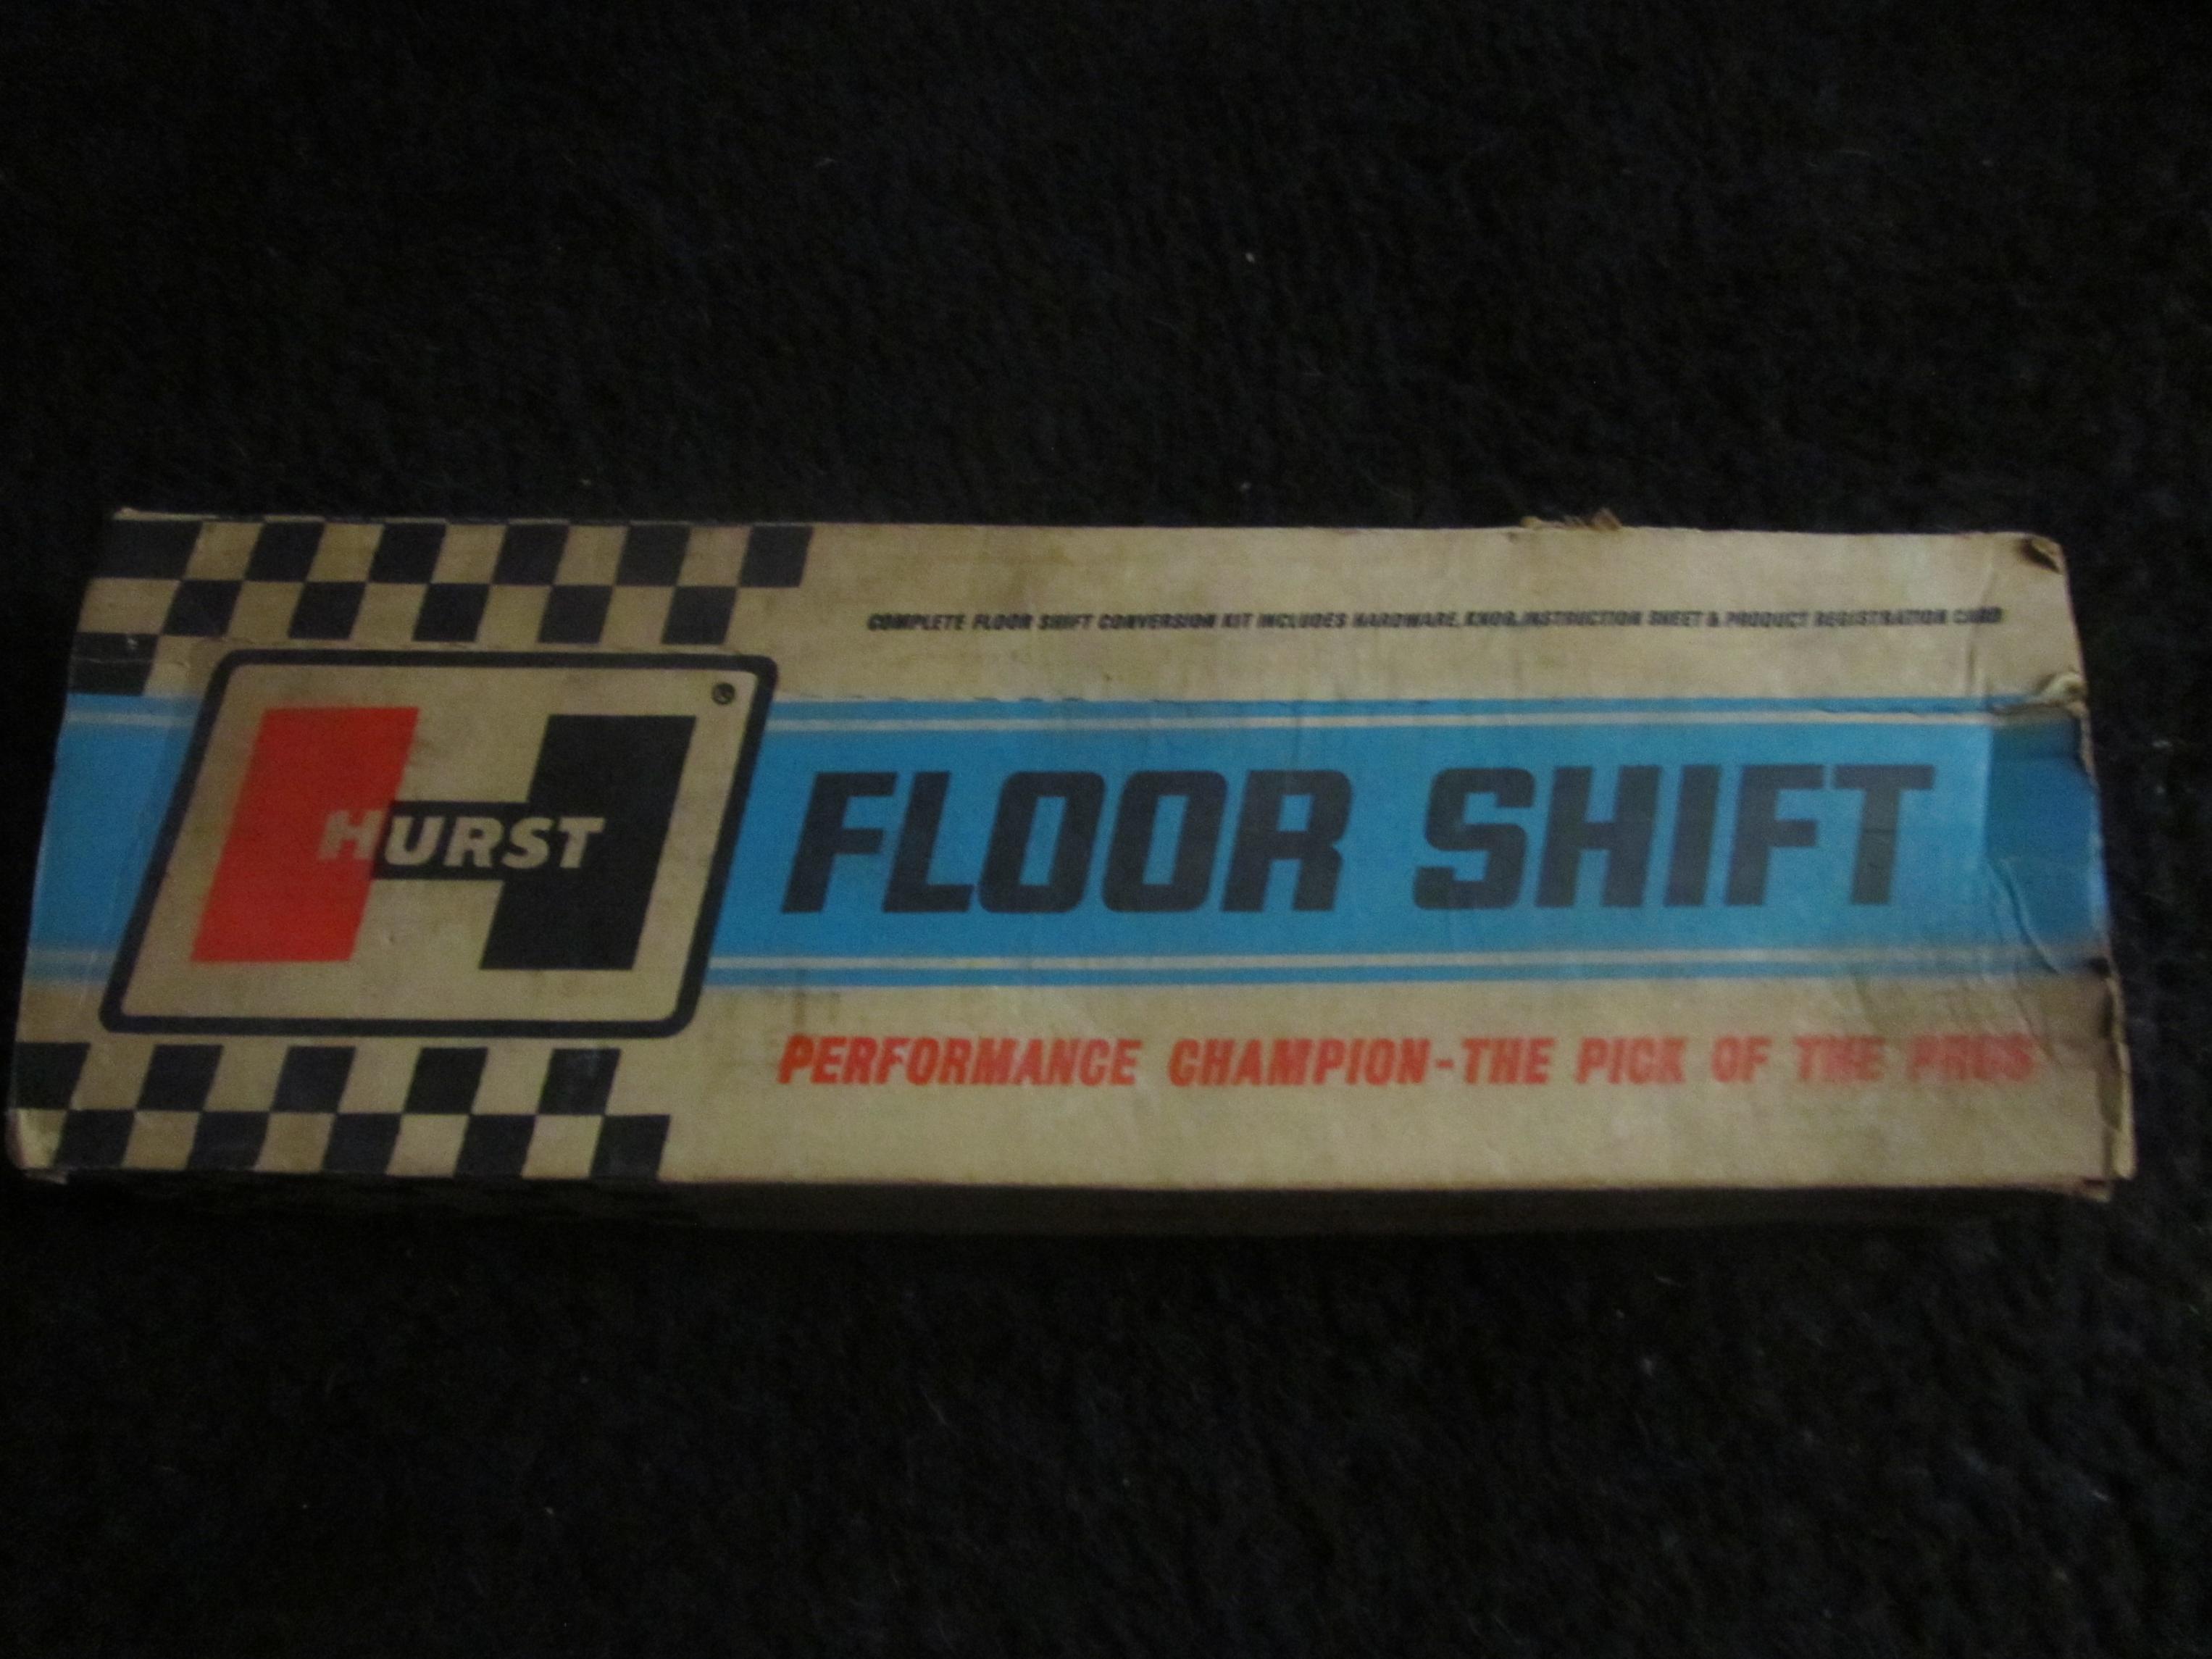 COMPLETE FLOOR SHIFT CONVERSION KIT INCLUDES HARDWARE, KNOB, INSTRUCTION SHEET & PRODUCT REGISTRATION CARD
®
HURST
FLOOR SHIFT
PERFORMANCE CHAMPION-THE PICK OF THE PROS